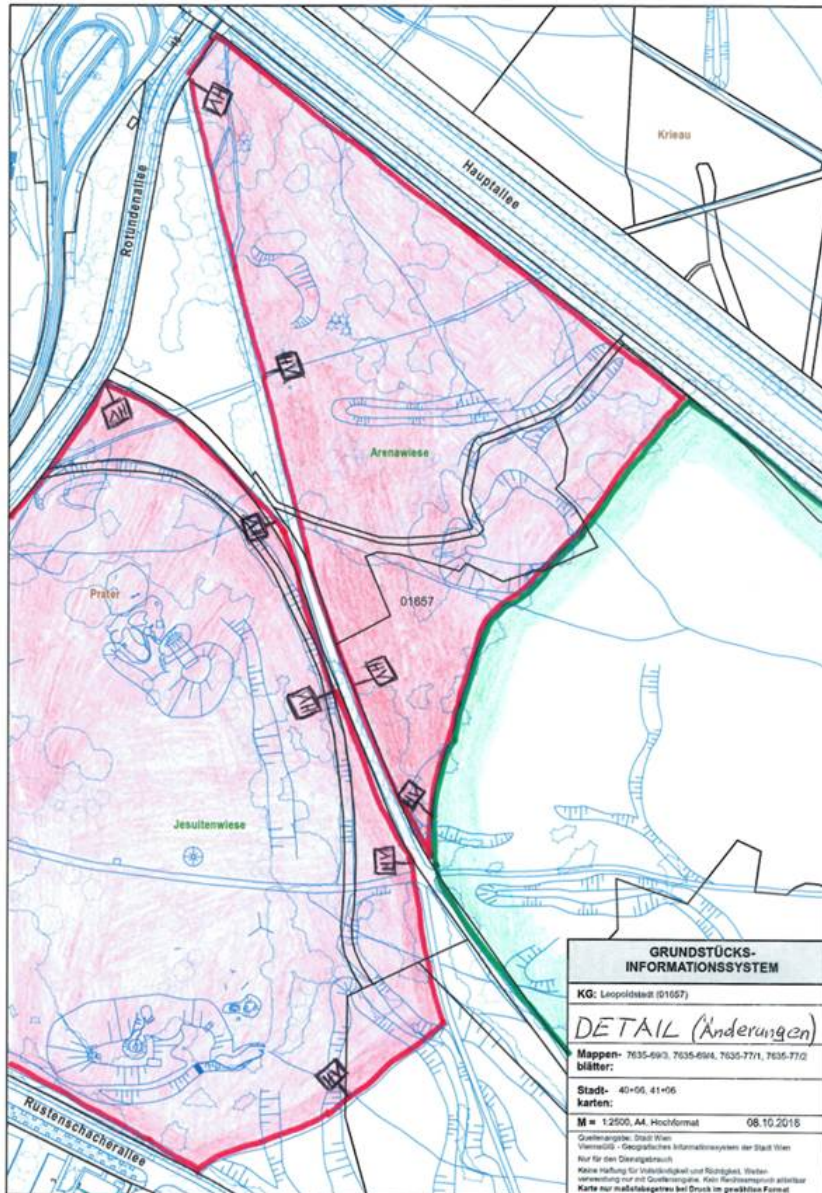 Krieau
Hauptallee
Rotundenallee
Arenawiese
Prater
01657
Jesuitenwiese
Rustenschacherallee
GRUNDSTÜCKS-
INFORMATIONSSYSTEM
KG: Leopoldstadt (01657)
DETAIL (Änderungen)
Mappen- 7635-69/3, 7635-69/4, 7635-77/1, 7635-77/2
blätter:
Stadt- 40+06, 41+06
karten:
M = 1:2500, A4, Hochformat 08.10.2018
Quellenangabe: Stadt Wien
ViennaGIS - Geografisches Informationssystem der Stadt Wien
Nur für den Dienstgebrauch
Keine Haftung für Vollständigkeit und Richtigkeit. Weiter-
verwendung nur mit Quellenangabe. Kein Rechtsanspruch ableitbar
Karte nur maßstabsgetreu bei Druck im gewählten Format